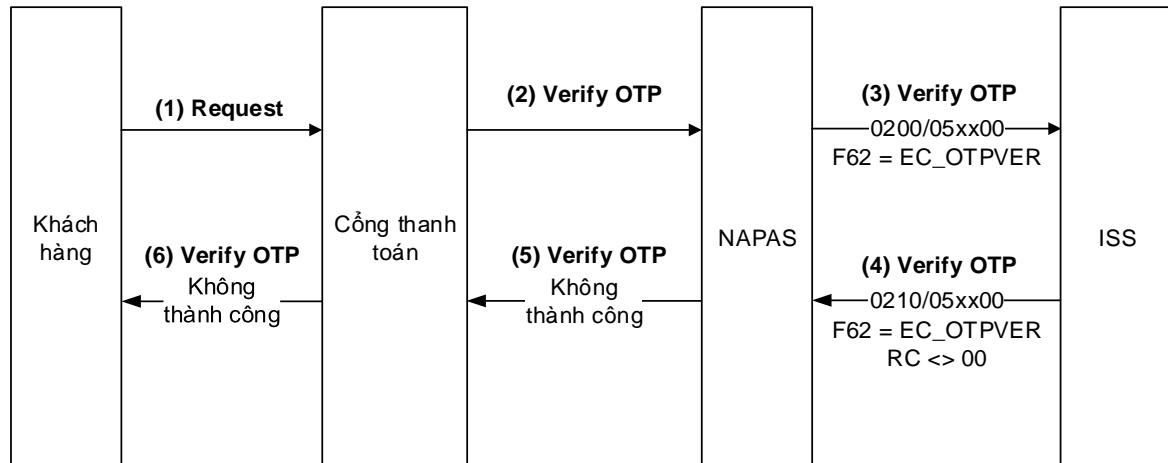 (1) Request
(2) Verify OTP
(3) Verify OTP
0200/05xx00
F62 = EC_OTPVER
Khách
hàng
Cổng thanh
toán
NAPAS
ISS
(6) Verify OTP
Không
thành công
(5) Verify OTP
Không
thành công
(4) Verify OTP
0210/05xx00
F62 = EC_OTPVER
RC <> 00